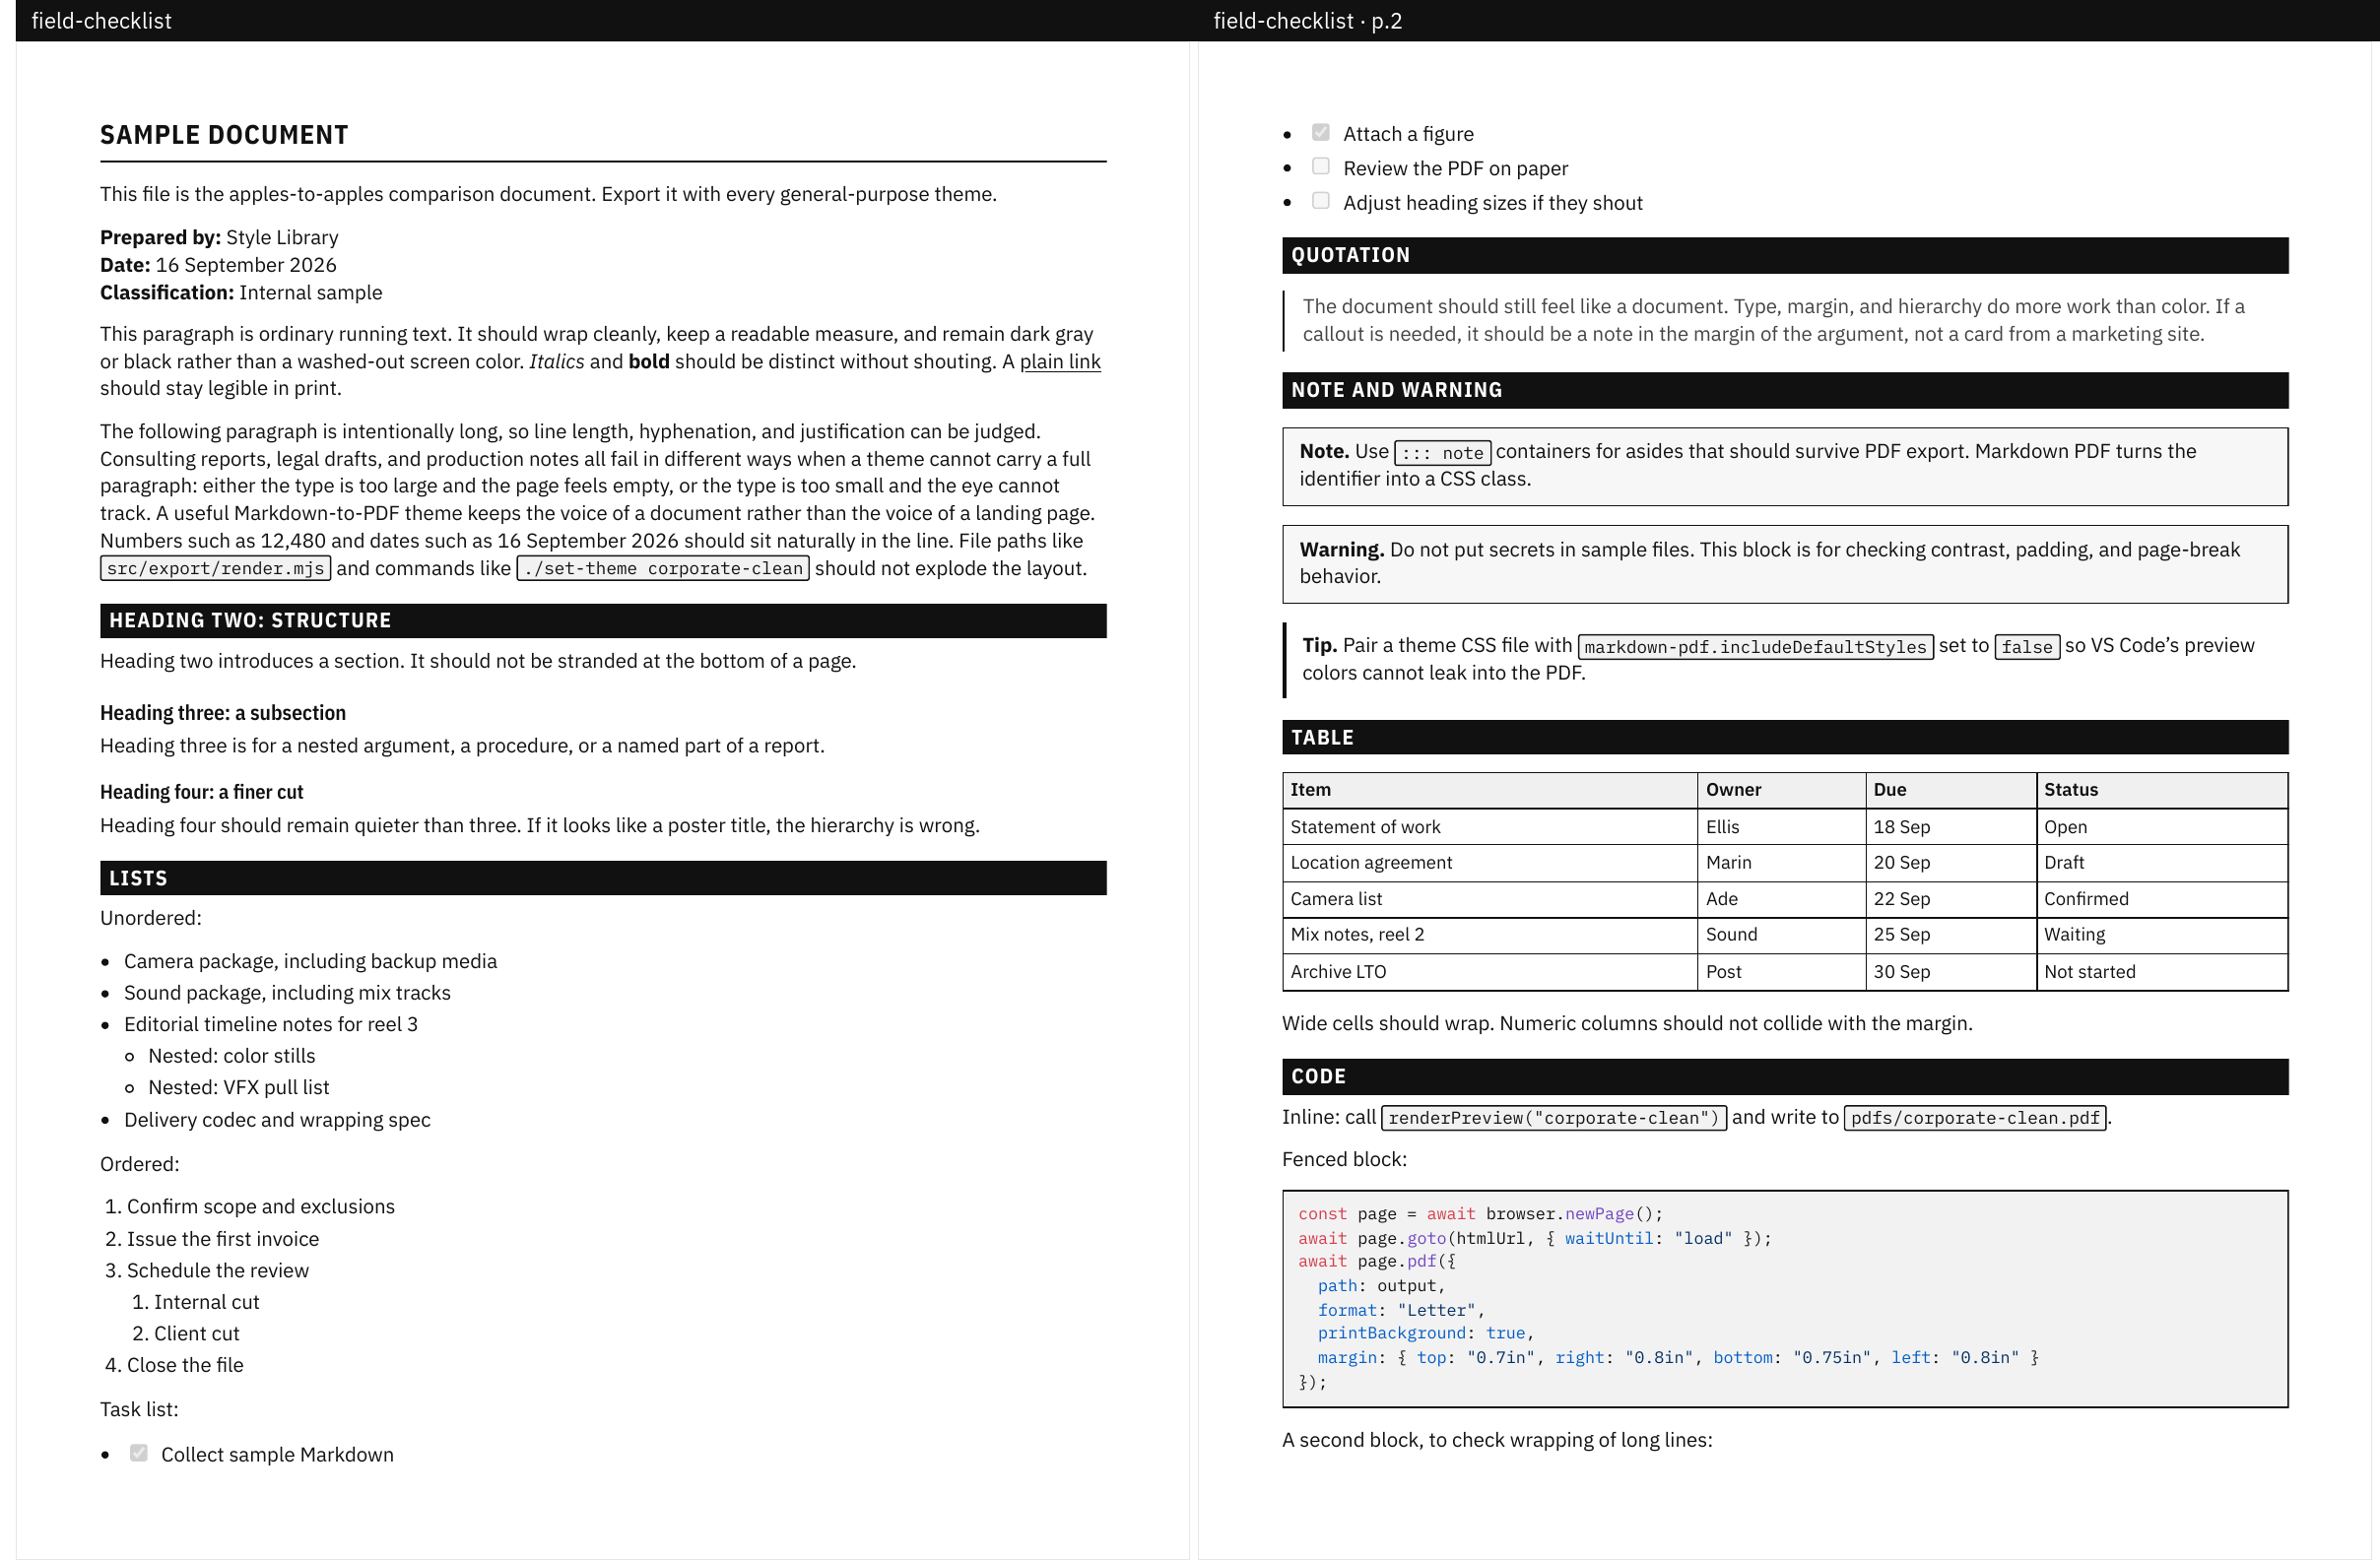 field-checklist
SAMPLE DOCUMENT
This file is the apples-to-apples comparison document. Export it with every general-purpose theme.
Prepared by: Style Library
Date: 16 September 2026
Classification: Internal sample
This paragraph is ordinary running text. It should wrap cleanly, keep a readable measure, and remain dark gray
or black rather than a washed-out screen color. Italics and bold should be distinct without shouting. A plain link
should stay legible in print.
The following paragraph is intentionally long, so line length, hyphenation, and justification can be judged.
Consulting reports, legal drafts, and production notes all fail in different ways when a theme cannot carry a full
paragraph: either the type is too large and the page feels empty, or the type is too small and the eye cannot
track. A useful Markdown-to-PDF theme keeps the voice of a document rather than the voice of a landing page.
Numbers such as 12,480 and dates such as 16 September 2026 should sit naturally in the line. File paths like
src/export/render.mjs and commands like ./set-theme corporate-clean should not explode the layout.
HEADING TWO: STRUCTURE
Heading two introduces a section. It should not be stranded at the bottom of a page.
Heading three: a subsection
Heading three is for a nested argument, a procedure, or a named part of a report.
Heading four: a finer cut
Heading four should remain quieter than three. If it looks like a poster title, the hierarchy is wrong.
LISTS
Unordered:
• Camera package, including backup media
• Sound package, including mix tracks
• Editorial timeline notes for reel 3
◦ Nested: color stills
◦ Nested: VFX pull list
• Delivery codec and wrapping spec
Ordered:
1. Confirm scope and exclusions
2. Issue the first invoice
3. Schedule the review
1. Internal cut
2. Client cut
4. Close the file
Task list:
• Collect sample Markdown
field-checklist · p.2
• Attach a figure
• Review the PDF on paper
• Adjust heading sizes if they shout
QUOTATION
The document should still feel like a document. Type, margin, and hierarchy do more work than color. If a
callout is needed, it should be a note in the margin of the argument, not a card from a marketing site.
NOTE AND WARNING
Note. Use ::: note containers for asides that should survive PDF export. Markdown PDF turns the
identifier into a CSS class.
Warning. Do not put secrets in sample files. This block is for checking contrast, padding, and page-break
behavior.
Tip. Pair a theme CSS file with markdown-pdf.includeDefaultStyles set to false so VS Code’s preview
colors cannot leak into the PDF.
TABLE
Item Owner Due Status
Statement of work Ellis 18 Sep Open
Location agreement Marin 20 Sep Draft
Camera list Ade 22 Sep Confirmed
Mix notes, reel 2 Sound 25 Sep Waiting
Archive LTO Post 30 Sep Not started
Wide cells should wrap. Numeric columns should not collide with the margin.
CODE
Inline: call renderPreview("corporate-clean") and write to pdfs/corporate-clean.pdf.
Fenced block:
const page = await browser.newPage();
await page.goto(htmlUrl, { waitUntil: "load" });
await page.pdf({
  path: output,
  format: "Letter",
  printBackground: true,
  margin: { top: "0.7in", right: "0.8in", bottom: "0.75in", left: "0.8in" }
});
A second block, to check wrapping of long lines: